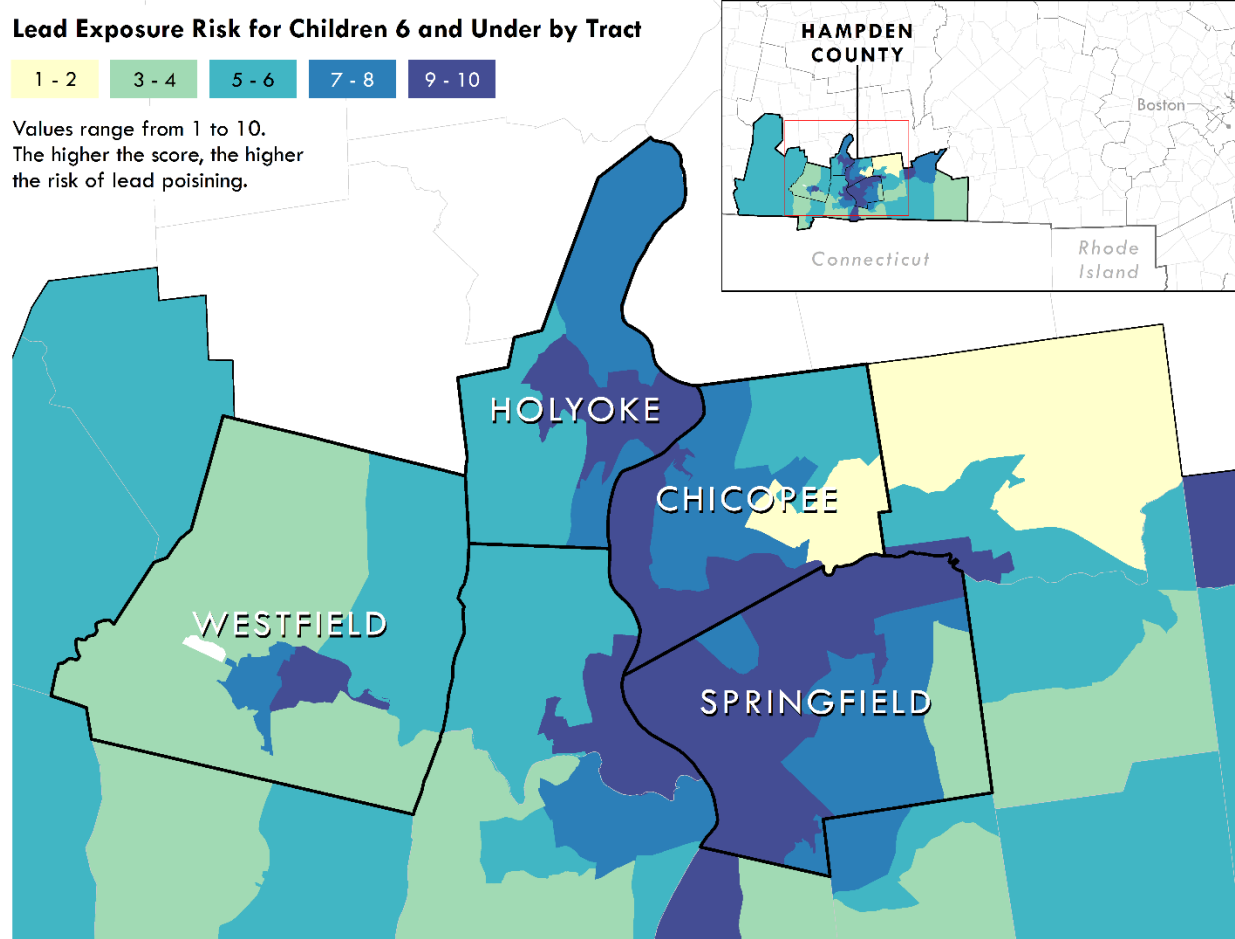 Lead Exposure Risk for Children 6 and Under by Tract
1 - 2
3 - 4
5 - 6
7 - 8
9 - 10
Values range from 1 to 10.
The higher the score, the higher
the risk of lead poisining.
HAMPDEN
COUNTY
Boston
Connecticut
Rhode
Island
HOLYOKE
CHICOPEE
WESTFIELD
SPRINGFIELD